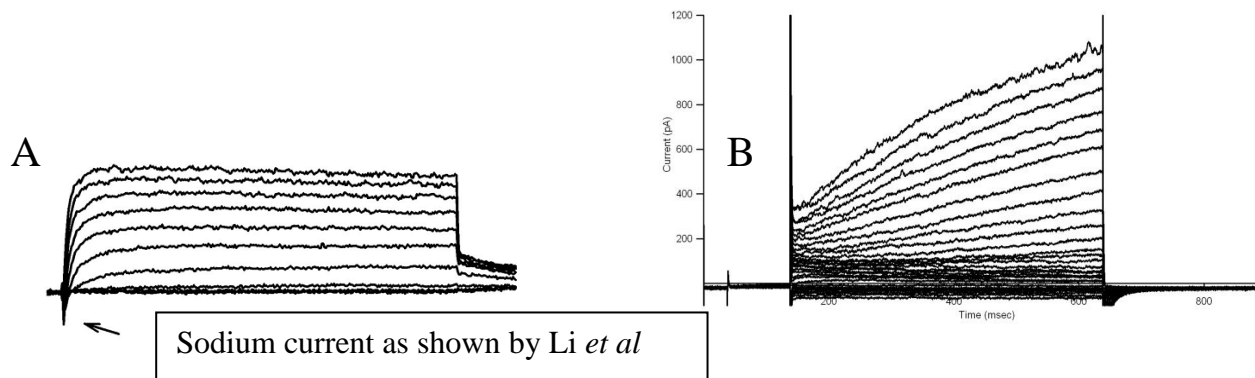 A
Sodium current as shown by Li et al
B
Current (pA)
1200
1000
800
600
400
200
200 400 600 800
Time (msec)